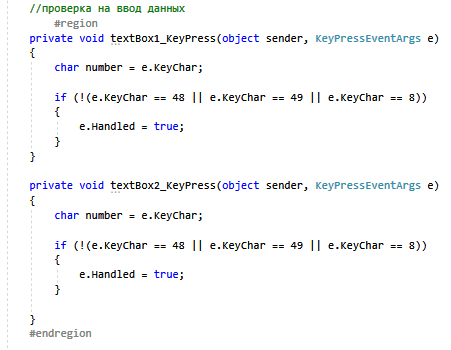 //проверка на ввод данных
#region
private void textBox1_KeyPress(object sender, KeyPressEventArgs e)
{
char number = e.KeyChar;
if (!(e.KeyChar == 48 || e.KeyChar == 49 || e.KeyChar == 8))
{
e.Handled = true;
}
}
private void textBox2_KeyPress(object sender, KeyPressEventArgs e)
{
char number = e.KeyChar;
if (!(e.KeyChar == 48 || e.KeyChar == 49 || e.KeyChar == 8))
{
e.Handled = true;
}
}
#endregion